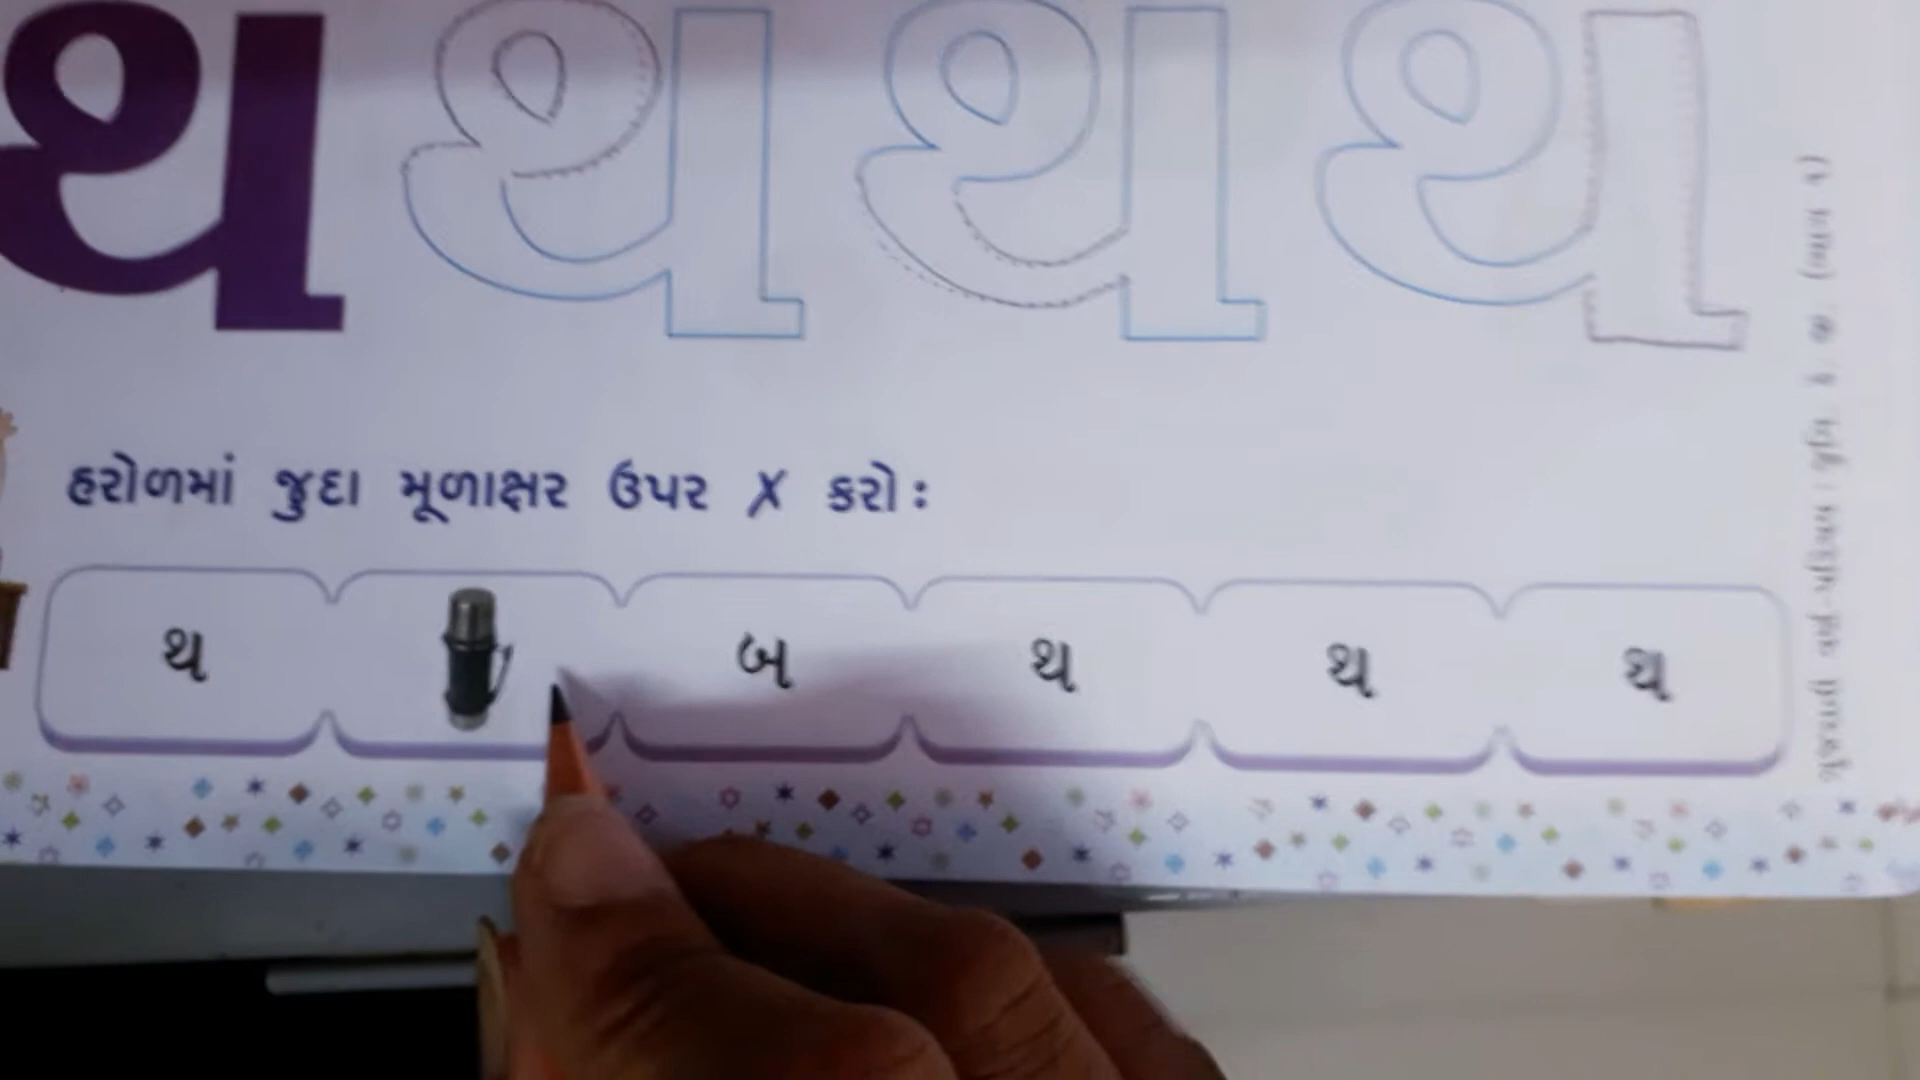 થ થ થ થ
હરોળમાં જુદા મૂળાક્ષર ઉપર X કરો :
થ બ થ થ થ